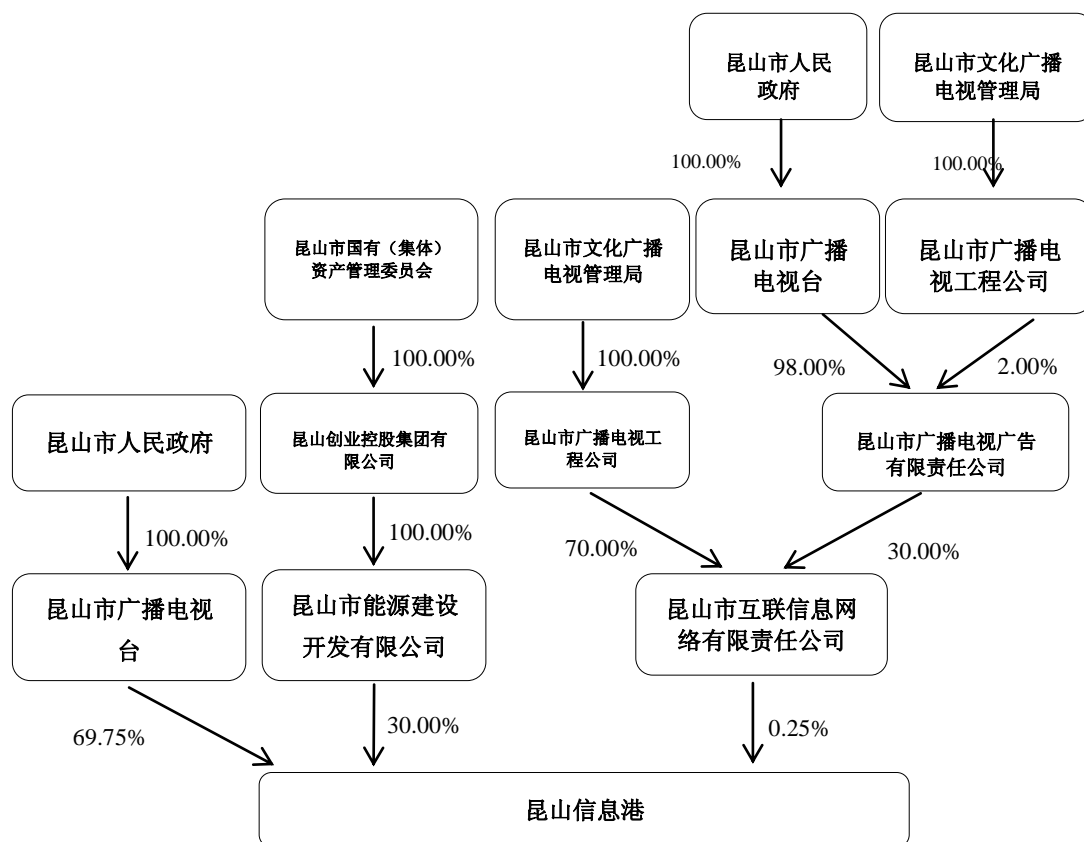 昆山市人民
政府
昆山市文化广播
电视管理局
100.00%
100.00%
昆山市国有（集体）
资产管理委员会
昆山市文化广播
电视管理局
昆山市广播
电视台
昆山市广播电
视工程公司
100.00%
100.00%
98.00%
2.00%
昆山市人民政府
昆山创业控股集团有
限公司
昆山市广播电视工
程公司
昆山市广播电视广告
有限责任公司
100.00%
100.00%
70.00%
30.00%
昆山市广播电视
台
昆山市能源建设
开发有限公司
昆山市互联信息网
络有限责任公司
69.75%
30.00%
0.25%
昆山信息港